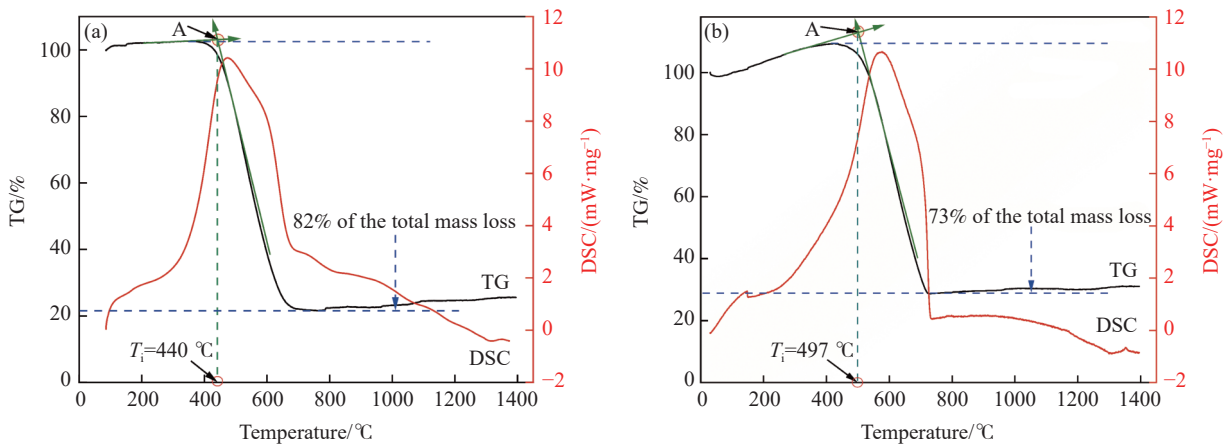 (a)
A
TG/%
100
80
60
40
20
0
12
11
10
8
6
4
2
0
−2
DSC/(mW·mg⁻¹)
82% of the total mass loss
TG
DSC
Tᵢ=440 ℃
0 200 400 600 800 1000 1200 1400
Temperature/℃
(b)
A
TG/%
100
80
60
40
20
0
12
11
10
8
6
4
2
0
−2
DSC/(mW·mg⁻¹)
73% of the total mass loss
TG
DSC
Tᵢ=497 ℃
0 200 400 600 800 1000 1200 1400
Temperature/℃